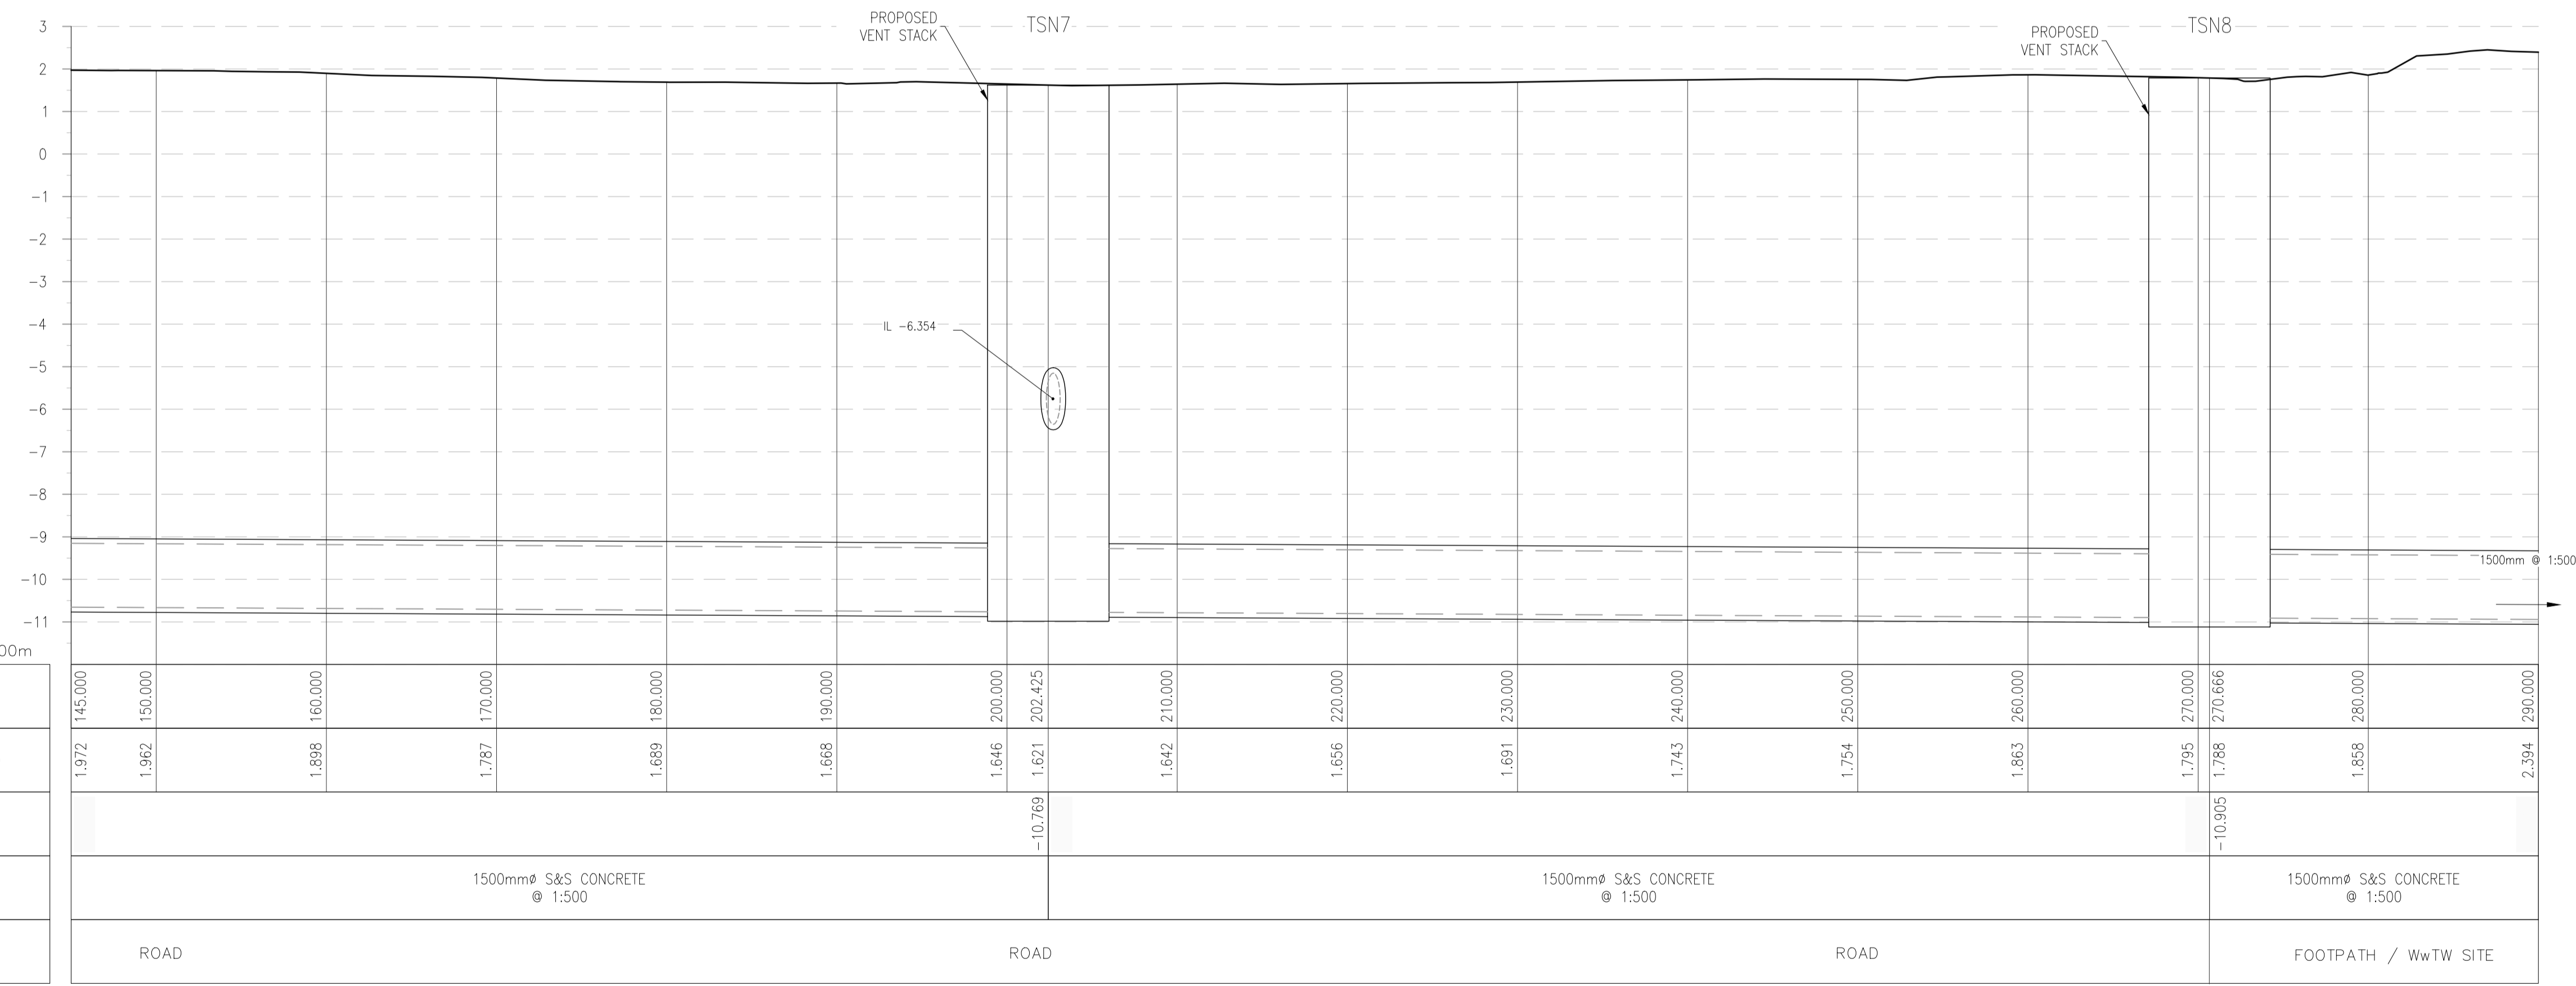 PROPOSED
VENT STACK
TSN7
PROPOSED
VENT STACK
TSN8
3
2
1
0
-1
-2
-3
-4
-5
-6
-7
-8
-9
-10
-11
IL -6.354
1500mm @ 1:500
00m
145.000 150.000 160.000 170.000 180.000 190.000 200.000 202.425 210.000 220.000 230.000 240.000 250.000 260.000 270.000 270.666 280.000 290.000
1.972 1.962 1.898 1.787 1.689 1.668 1.646 1.621 1.642 1.656 1.691 1.743 1.754 1.863 1.795 1.788 1.858 2.394
-10.769 -10.905
1500mmø S&S CONCRETE
@ 1:500
1500mmø S&S CONCRETE
@ 1:500
1500mmø S&S CONCRETE
@ 1:500
ROAD ROAD ROAD FOOTPATH / WwTW SITE